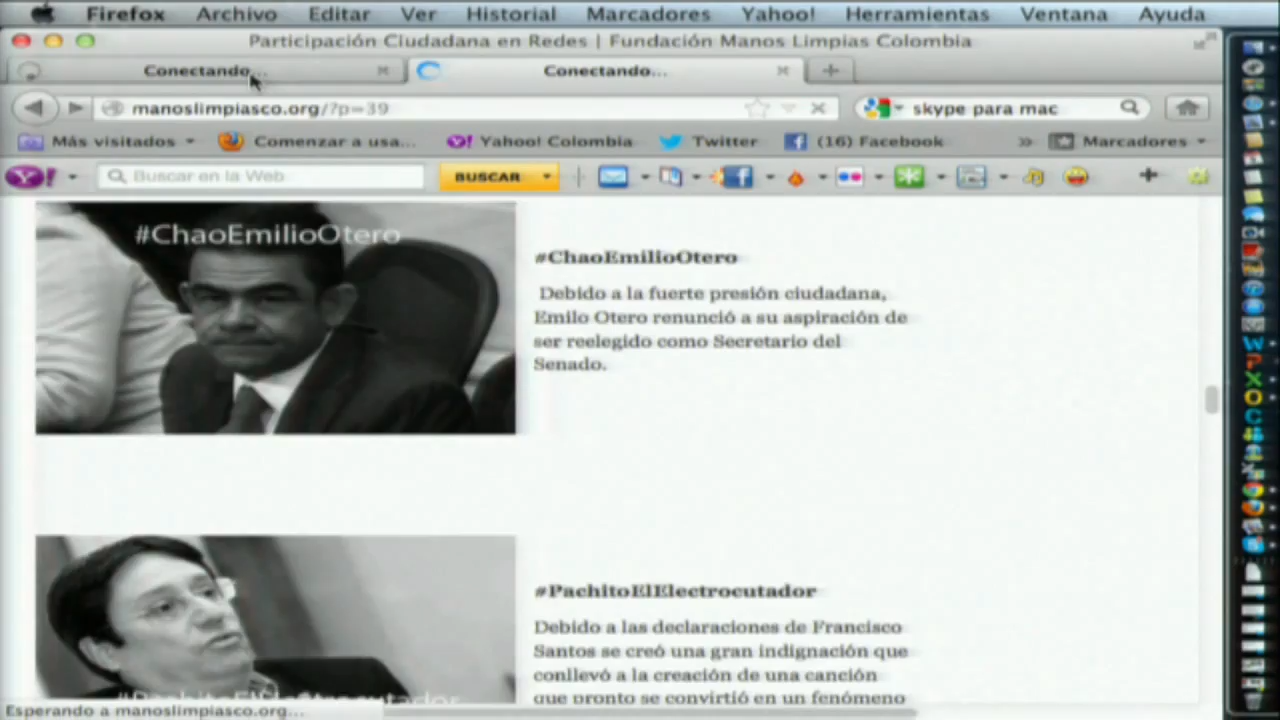 Firefox Archivo Editar Ver Historial Marcadores Yahoo! Herramientas Ventana Ayuda
Participación Ciudadana en Redes | Fundación Manos Limpias Colombia
Conectando... Conectando...
manoslimpiasco.org/?p=39 skype para mac
Más visitados Comenzar a usa... Yahoo! Colombia Twitter (16) Facebook Marcadores
Y! Buscar en la Web BUSCAR
#ChaoEmilioOtero
#ChaoEmilioOtero
Debido a la fuerte presión ciudadana,
Emilo Otero renunció a su aspiración de
ser reelegido como Secretario del
Senado.
#PachitoElElectrocutador
Debido a las declaraciones de Francisco
Santos se creó una gran indignación que
conllevó a la creación de una canción
que pronto se convirtió en un fenómeno
#PachitoElElectrocutador
Esperando a manoslimpiasco.org...